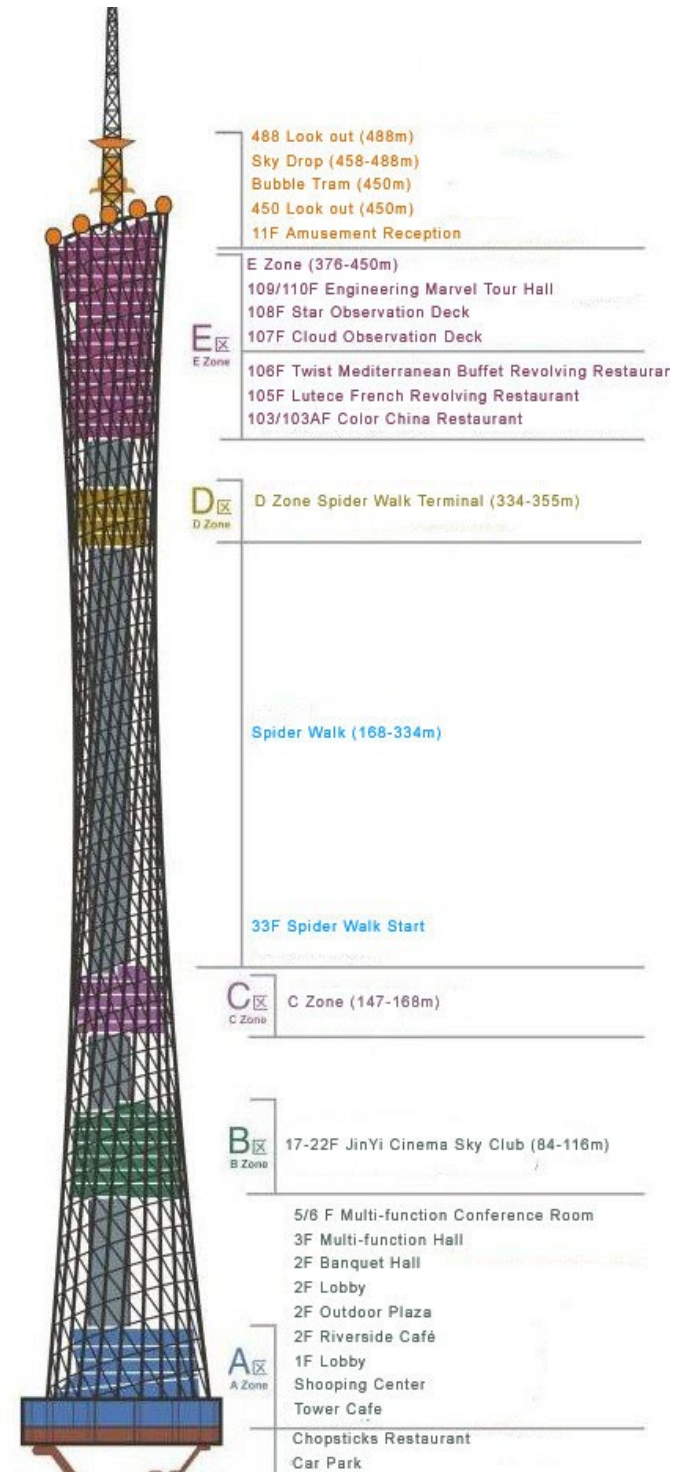 488 Look out (488m)
Sky Drop (458-488m)
Bubble Tram (450m)
450 Look out (450m)
11F Amusement Reception
E Zone (376-450m)
109/110F Engineering Marvel Tour Hall
108F Star Observation Deck
107F Cloud Observation Deck
E区
E Zone
106F Twist Mediterranean Buffet Revolving Restauran
105F Lutece French Revolving Restaurant
103/103AF Color China Restaurant
D区
D Zone
D Zone Spider Walk Terminal (334-355m)
Spider Walk (168-334m)
33F Spider Walk Start
C区
C Zone
C Zone (147-168m)
B区
B Zone
17-22F JinYi Cinema Sky Club (84-116m)
5/6 F Multi-function Conference Room
3F Multi-function Hall
2F Banquet Hall
2F Lobby
2F Outdoor Plaza
2F Riverside Café
A区
A Zone
1F Lobby
Shooping Center
Tower Cafe
Chopsticks Restaurant
Car Park